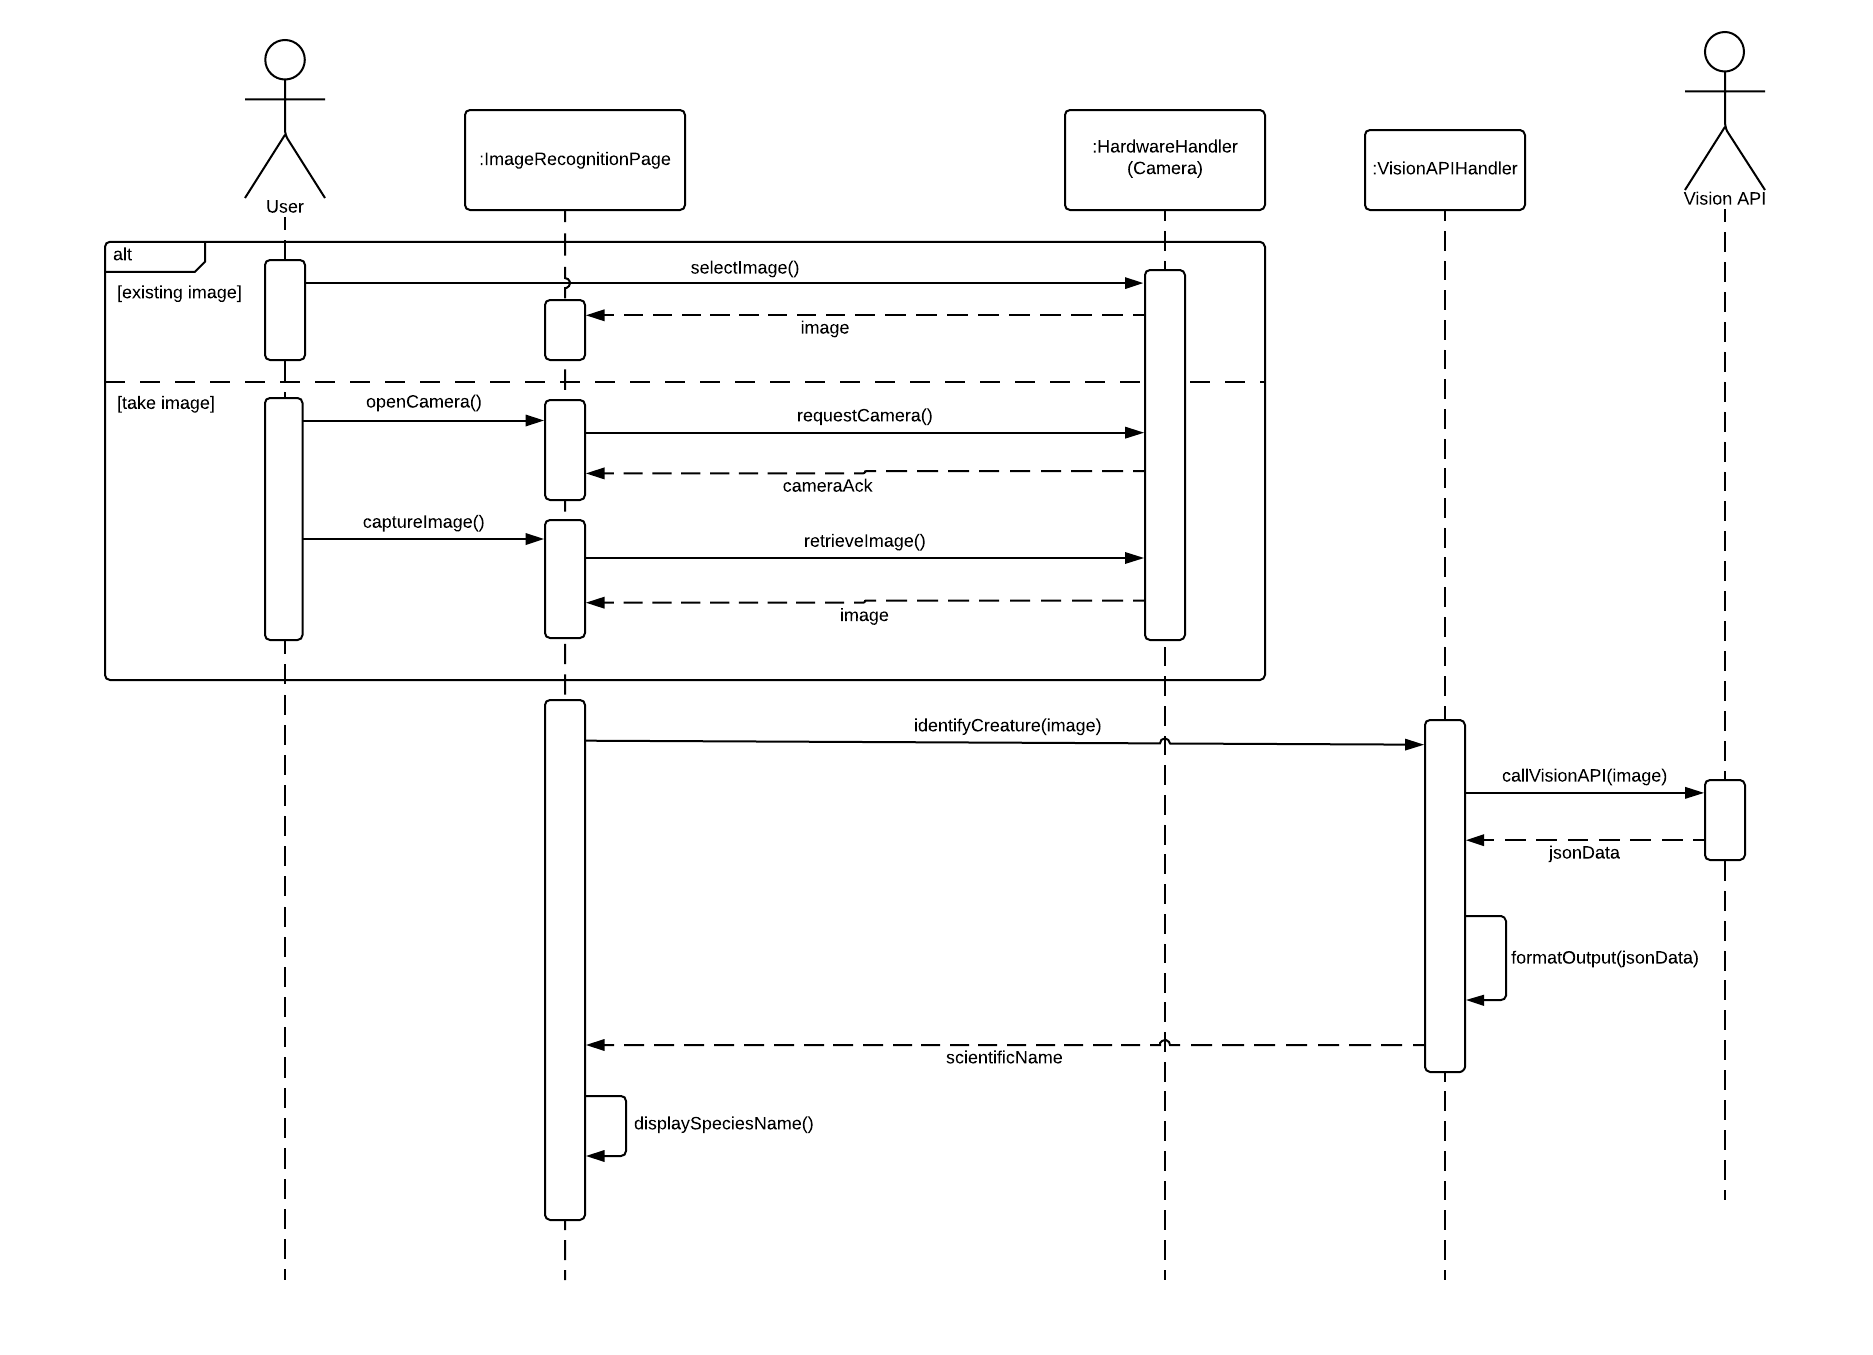 User
:ImageRecognitionPage
:HardwareHandler
(Camera)
:VisionAPIHandler
Vision API
alt
[existing image]
selectImage()
image
[take image]
openCamera()
requestCamera()
cameraAck
captureImage()
retrieveImage()
image
identifyCreature(image)
callVisionAPI(image)
jsonData
formatOutput(jsonData)
scientificName
displaySpeciesName()